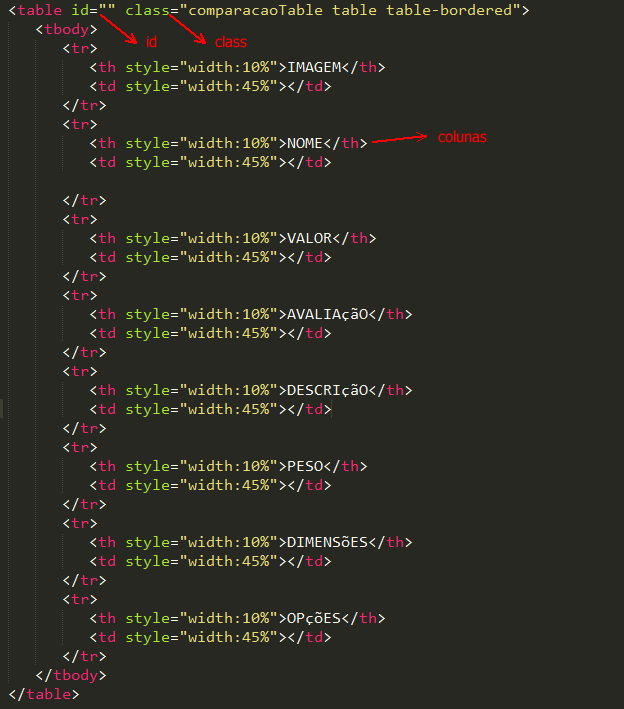 <table id="" class="comparacaoTable table table-bordered">
<tbody>
id
class
<tr>
<th style="width:10%">IMAGEM</th>
<td style="width:45%"></td>
</tr>
<tr>
<th style="width:10%">NOME</th>
colunas
<td style="width:45%"></td>
</tr>
<tr>
<th style="width:10%">VALOR</th>
<td style="width:45%"></td>
</tr>
<tr>
<th style="width:10%">AVALIAçãO</th>
<td style="width:45%"></td>
</tr>
<tr>
<th style="width:10%">DESCRIçãO</th>
<td style="width:45%"></td>
</tr>
<tr>
<th style="width:10%">PESO</th>
<td style="width:45%"></td>
</tr>
<tr>
<th style="width:10%">DIMENSõES</th>
<td style="width:45%"></td>
</tr>
<tr>
<th style="width:10%">OPçõES</th>
<td style="width:45%"></td>
</tr>
</tbody>
</table>